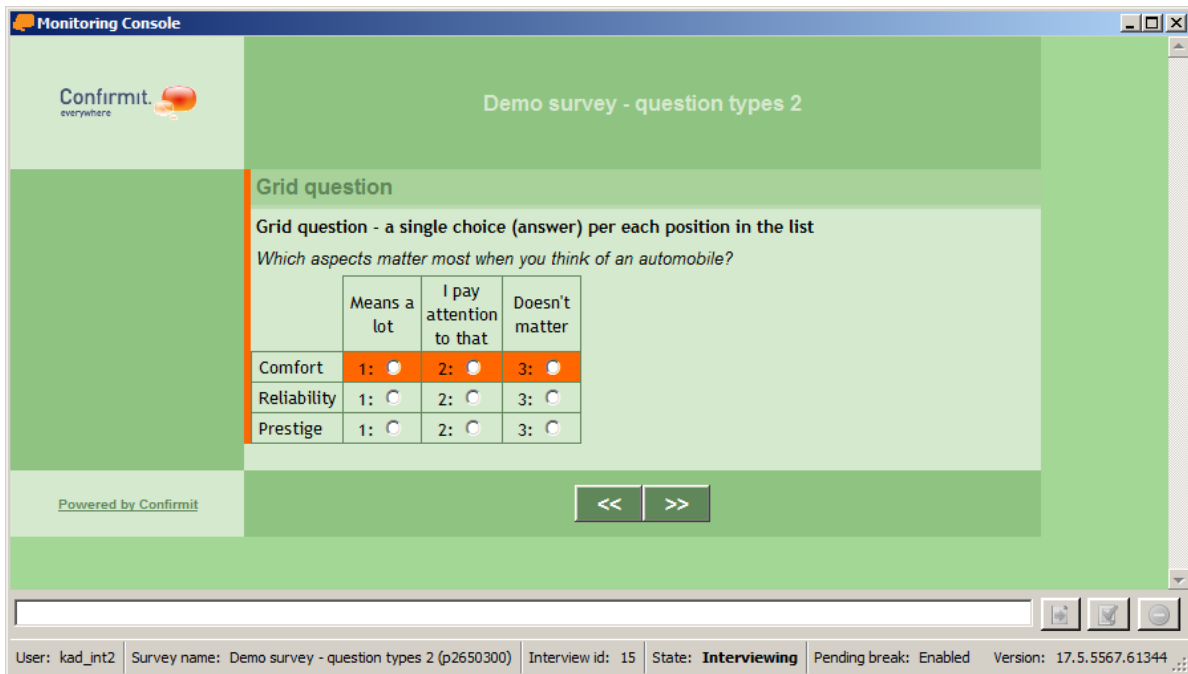 Monitoring Console
Confirmit.
everywhere
Demo survey - question types 2
Grid question
Grid question - a single choice (answer) per each position in the list
Which aspects matter most when you think of an automobile?
Means a lot
I pay attention to that
Doesn't matter
Comfort 1: 2: 3:
Reliability 1: 2: 3:
Prestige 1: 2: 3:
Powered by Confirmit
<< >>
User: kad_int2 Survey name: Demo survey - question types 2 (p2650300) Interview id: 15 State: Interviewing Pending break: Enabled Version: 17.5.5567.61344